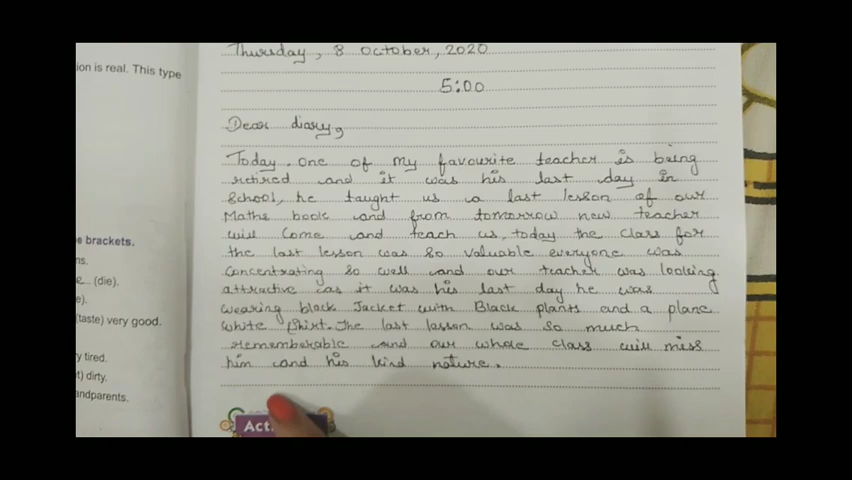 ion is real. This type
e brackets.
ns.
(die).
e).
(taste) very good.
ry tired.
t) dirty.
andparents.
Thursday, 8 October, 2020
5:00
Dear diary,
Today. One of my favourite teacher is being
retired and it was his last day in
School, he taught us a last lesson of our
Maths book and from tomorrow new teacher
will come and teach us, today the class for
the last lesson was so valuable everyone was
concentrating so well and our teacher was looking
attractive as it was his last day he was
wearing black Jacket with Black plants and a plane
white shirt. The last lasson was so much
rememberable and our whole class will miss
him and his kind nature.
Act